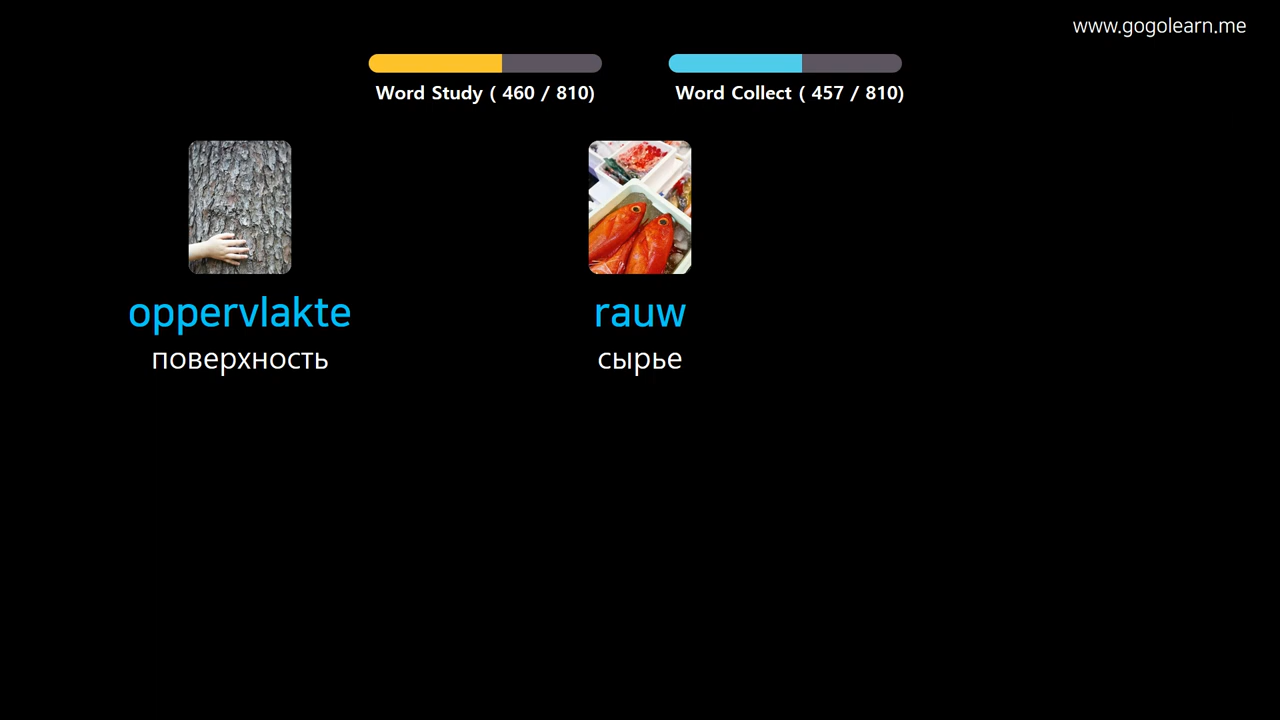 www.gogolearn.me
Word Study ( 460 / 810)
Word Collect ( 457 / 810)
oppervlakte
поверхность
rauw
сырье